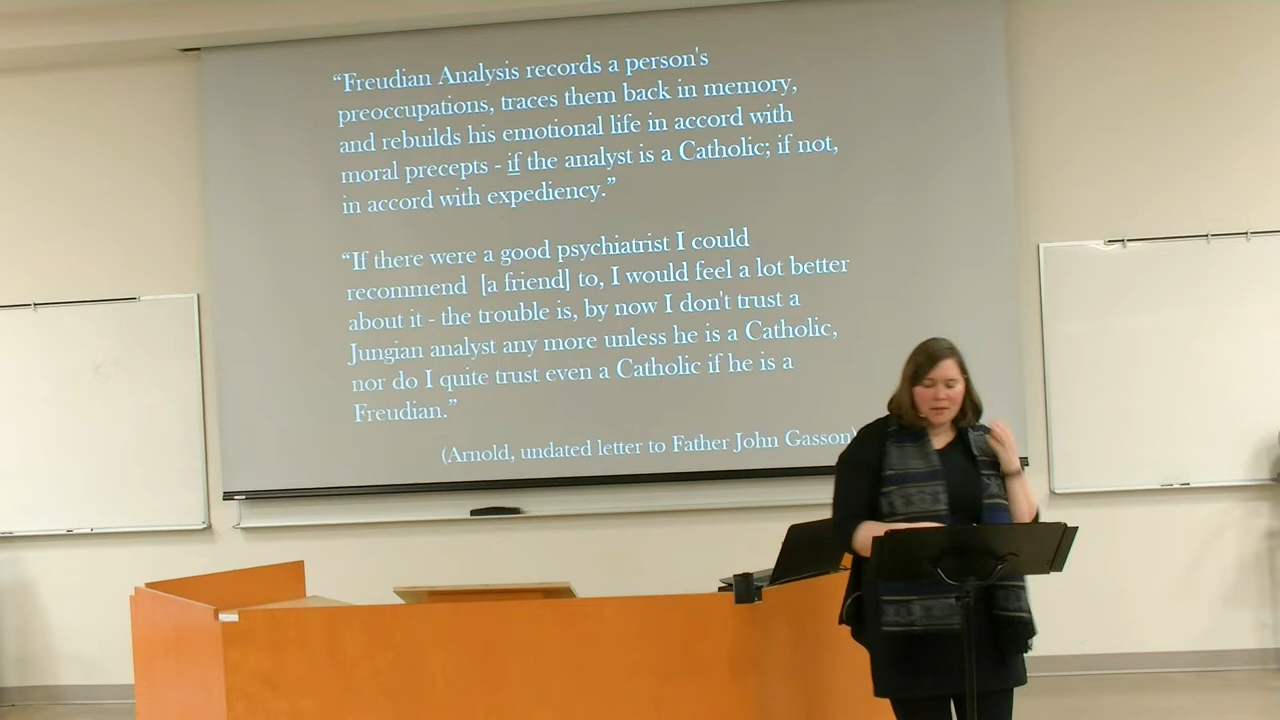 “Freudian Analysis records a person's
preoccupations, traces them back in memory,
and rebuilds his emotional life in accord with
moral precepts - if the analyst is a Catholic; if not,
in accord with expediency.”
“If there were a good psychiatrist I could
recommend [a friend] to, I would feel a lot better
about it - the trouble is, by now I don't trust a
Jungian analyst any more unless he is a Catholic,
nor do I quite trust even a Catholic if he is a
Freudian.”
(Arnold, undated letter to Father John Gasson)